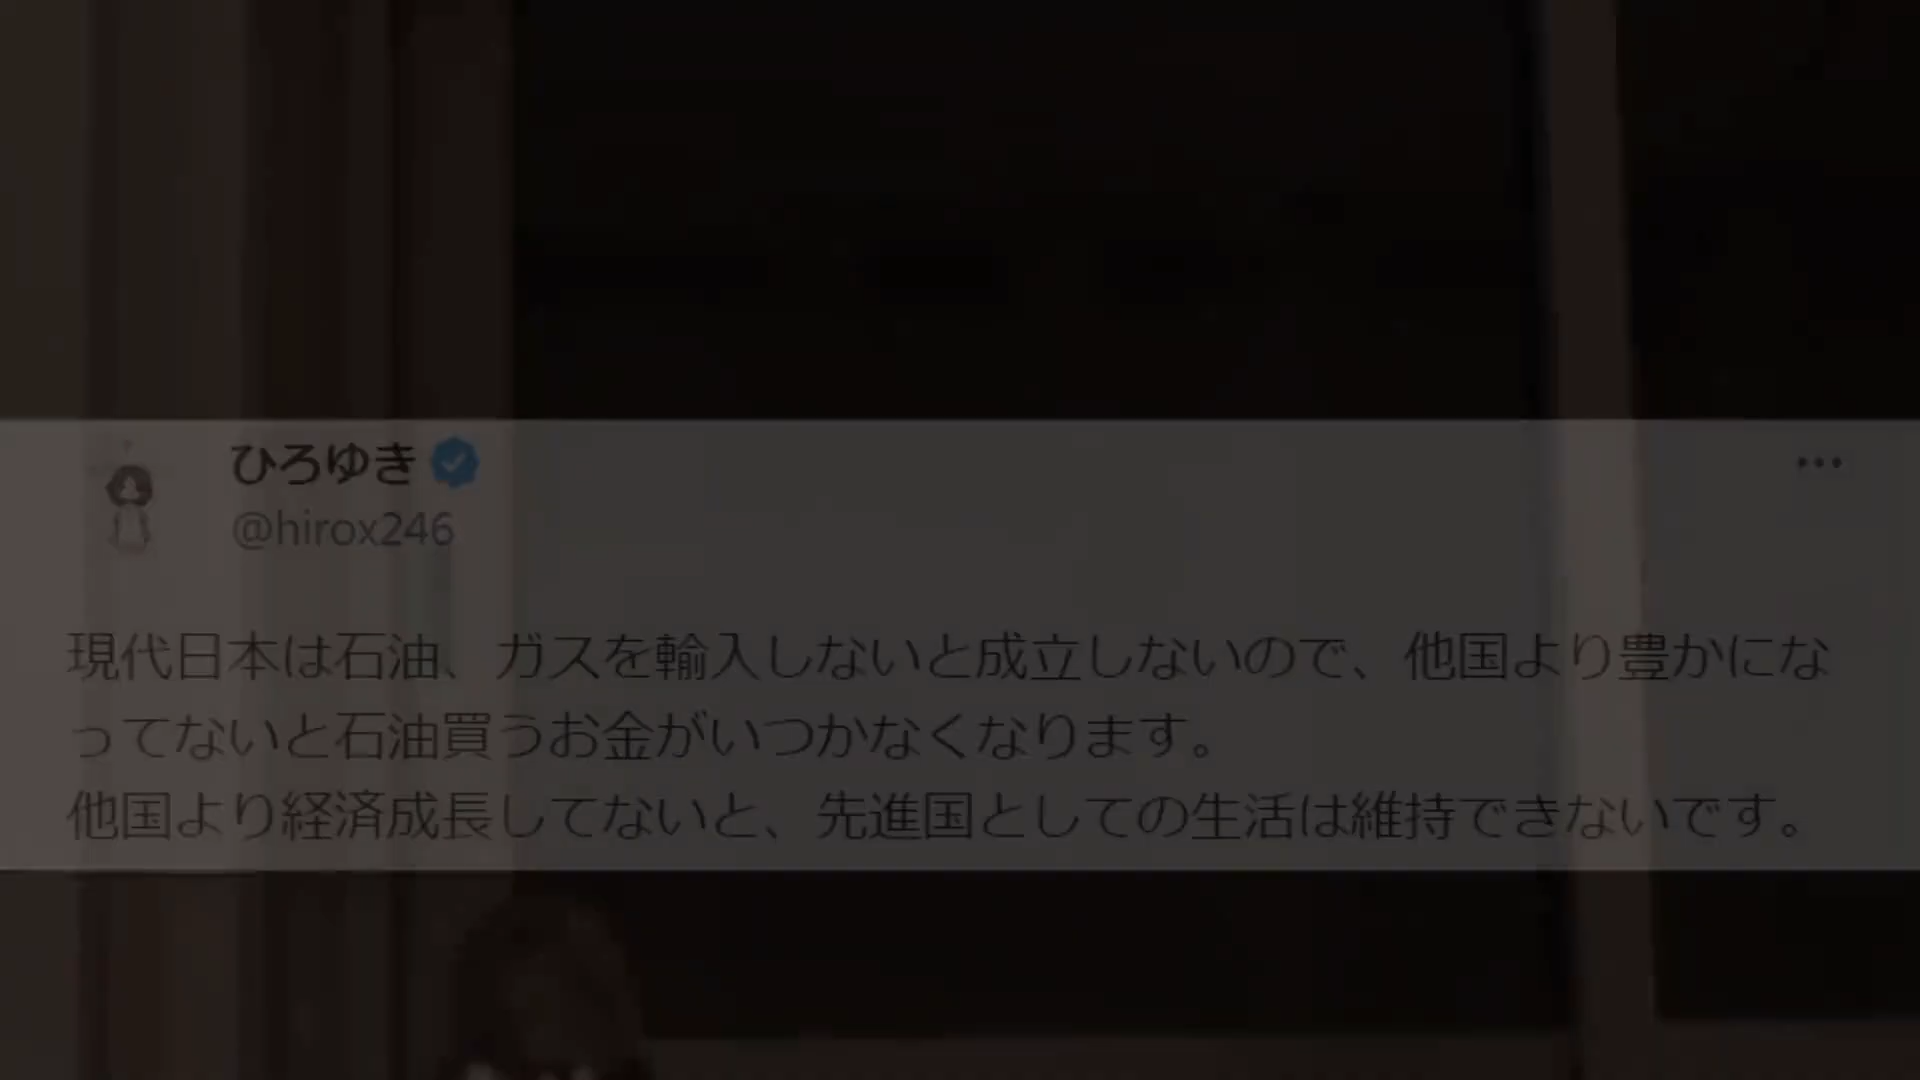 ひろゆき
@hirox246
現代日本は石油、ガスを輸入しないと成立しないので、他国より豊かにな
ってないと石油買うお金がいつかなくなります。
他国より経済成長してないと、先進国としての生活は維持できないです。